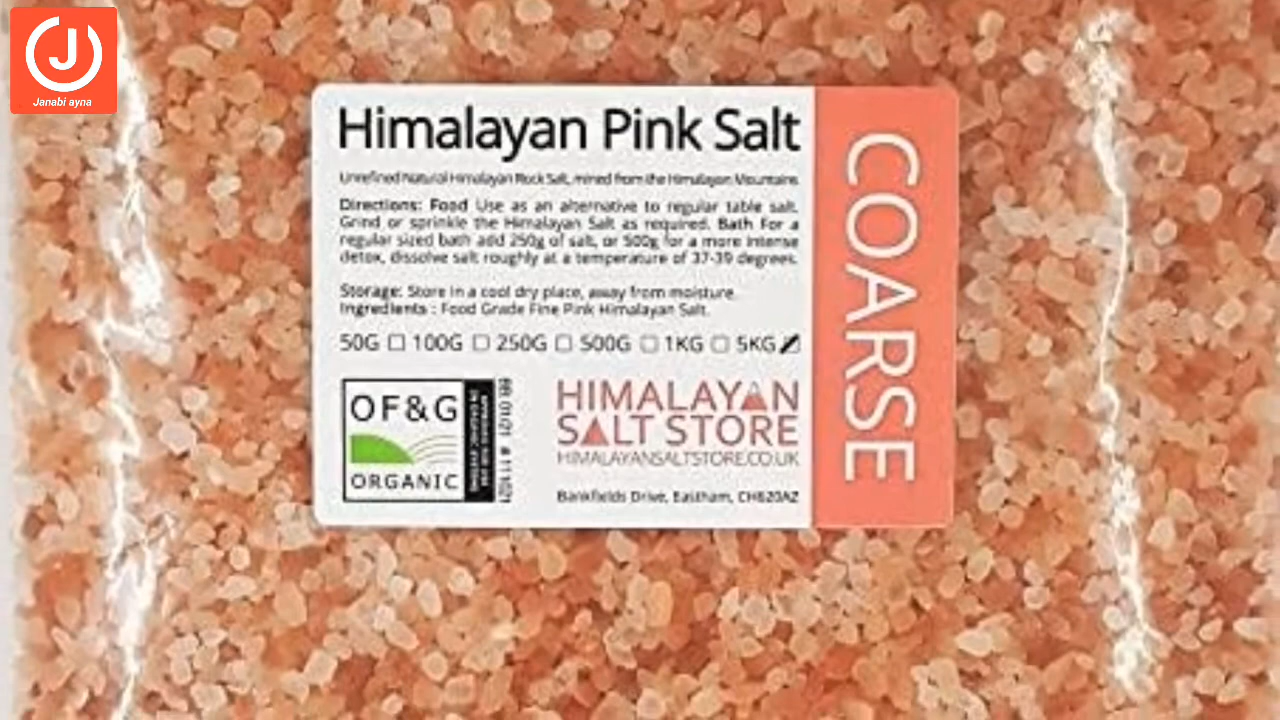 Janabi ayna
Himalayan Pink Salt
Unrefined Natural Himalayan Rock Salt, mined from the Himalayan Mountains
Directions: Food Use as an alternative to regular table salt.
Grind or sprinkle the Himalayan Salt as required. Bath For a
regular sized bath add 250g of salt, or 500g for a more intense
detox, dissolve salt roughly at a temperature of 37-39 degrees.
Storage: Store in a cool dry place, away from moisture.
Ingredients : Food Grade Fine Pink Himalayan Salt.
50G 100G 250G 500G 1KG 5KG
OF&G
ORGANIC
HIMALAYAN
SALT STORE
HIMALAYANSALTSTORE.CO.UK
Bankfields Drive, Eastham, CH620AZ
COARSE